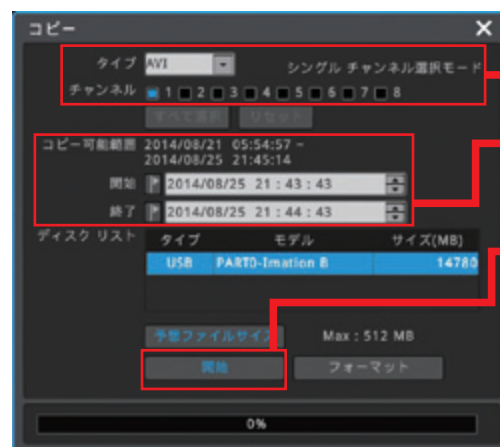 コピー ×
タイプ AVI シングル チャンネル選択モード
チャンネル 1 2 3 4 5 6 7 8
すべて選択 リセット
コピー可能範囲 2014/08/21 05:54:57 ~
2014/08/25 21:45:14
開始 2014/08/25 21 : 43 : 43
終了 2014/08/25 21 : 44 : 43
ディスク リスト タイプ モデル サイズ(MB)
USB PART0-Imation B 14780
予想ファイルサイズ Max : 512 MB
開始 フォーマット
0%